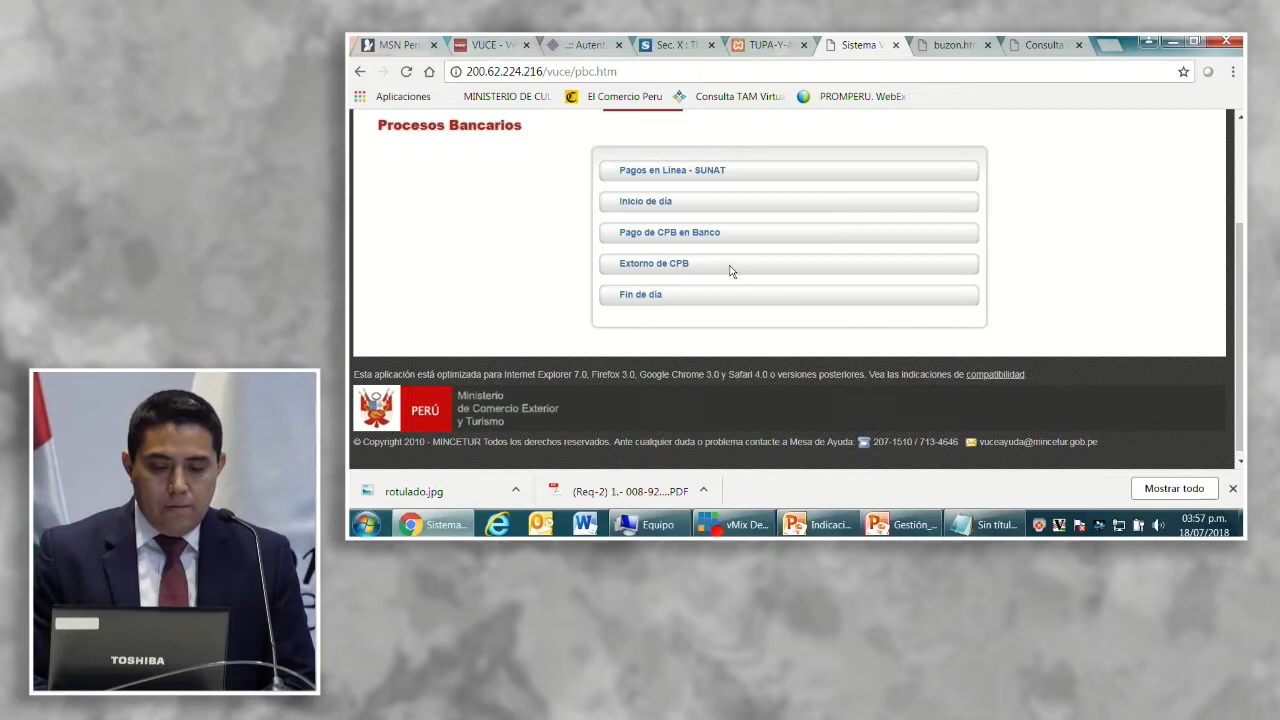 MSN Per
VUCE - Ve
..:: Autent
Sec. X : T
TUPA-Y-A
Sistema V
buzon.htm
Consulta
200.62.224.216/vuce/pbc.htm
Aplicaciones
MINISTERIO DE CUL
El Comercio Peru
Consulta TAM Virtua
PROMPERU. WebEx
Procesos Bancarios
Pagos en Línea - SUNAT
Inicio de día
Pago de CPB en Banco
Extorno de CPB
Fin de día
Esta aplicación está optimizada para Internet Explorer 7.0, Firefox 3.0, Google Chrome 3.0 y Safari 4.0 o versiones posteriores. Vea las indicaciones de compatibilidad.
PERÚ
Ministerio
de Comercio Exterior
y Turismo
© Copyright 2010 - MINCETUR Todos los derechos reservados. Ante cualquier duda o problema contacte a Mesa de Ayuda: 207-1510 / 713-4646 vuceayuda@mincetur.gob.pe
rotulado.jpg
(Req-2) 1.- 008-92....PDF
Mostrar todo
Sistema...
Equipo
vMix De...
Indicaci...
Gestión_...
Sin títul...
03:57 p.m.
18/07/2018
TOSHIBA